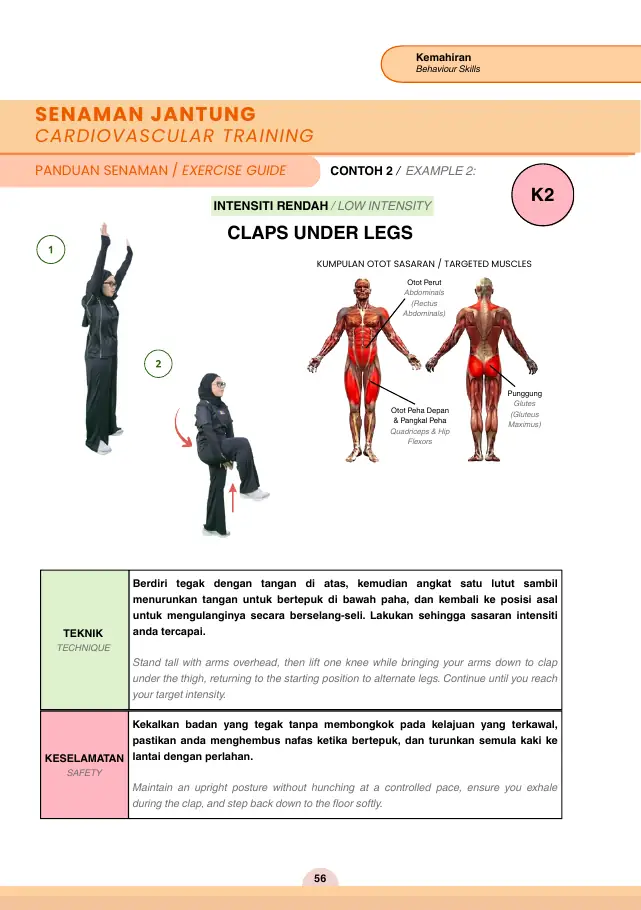 Kemahiran
Behaviour Skills
SENAMAN JANTUNG
CARDIOVASCULAR TRAINING
PANDUAN SENAMAN / EXERCISE GUIDE
CONTOH 2 / EXAMPLE 2:
K2
INTENSITI RENDAH / LOW INTENSITY
CLAPS UNDER LEGS
1
KUMPULAN OTOT SASARAN / TARGETED MUSCLES
Otot Perut
Abdominals
(Rectus
Abdominals)
2
Punggung
Glutes
(Gluteus
Maximus)
Otot Peha Depan
& Pangkal Peha
Quadriceps & Hip
Flexors
TEKNIK
TECHNIQUE
Berdiri tegak dengan tangan di atas, kemudian angkat satu lutut sambil
menurunkan tangan untuk bertepuk di bawah paha, dan kembali ke posisi asal
untuk mengulanginya secara berselang-seli. Lakukan sehingga sasaran intensiti
anda tercapai.
Stand tall with arms overhead, then lift one knee while bringing your arms down to clap
under the thigh, returning to the starting position to alternate legs. Continue until you reach
your target intensity.
KESELAMATAN
SAFETY
Kekalkan badan yang tegak tanpa membongkok pada kelajuan yang terkawal,
pastikan anda menghembus nafas ketika bertepuk, dan turunkan semula kaki ke
lantai dengan perlahan.
Maintain an upright posture without hunching at a controlled pace, ensure you exhale
during the clap, and step back down to the floor softly.
56